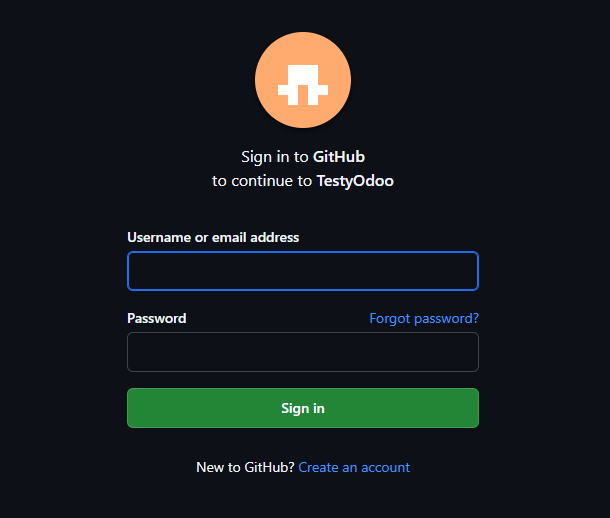 Sign in to GitHub
to continue to TestyOdoo
Username or email address
Password Forgot password?
Sign in
New to GitHub? Create an account